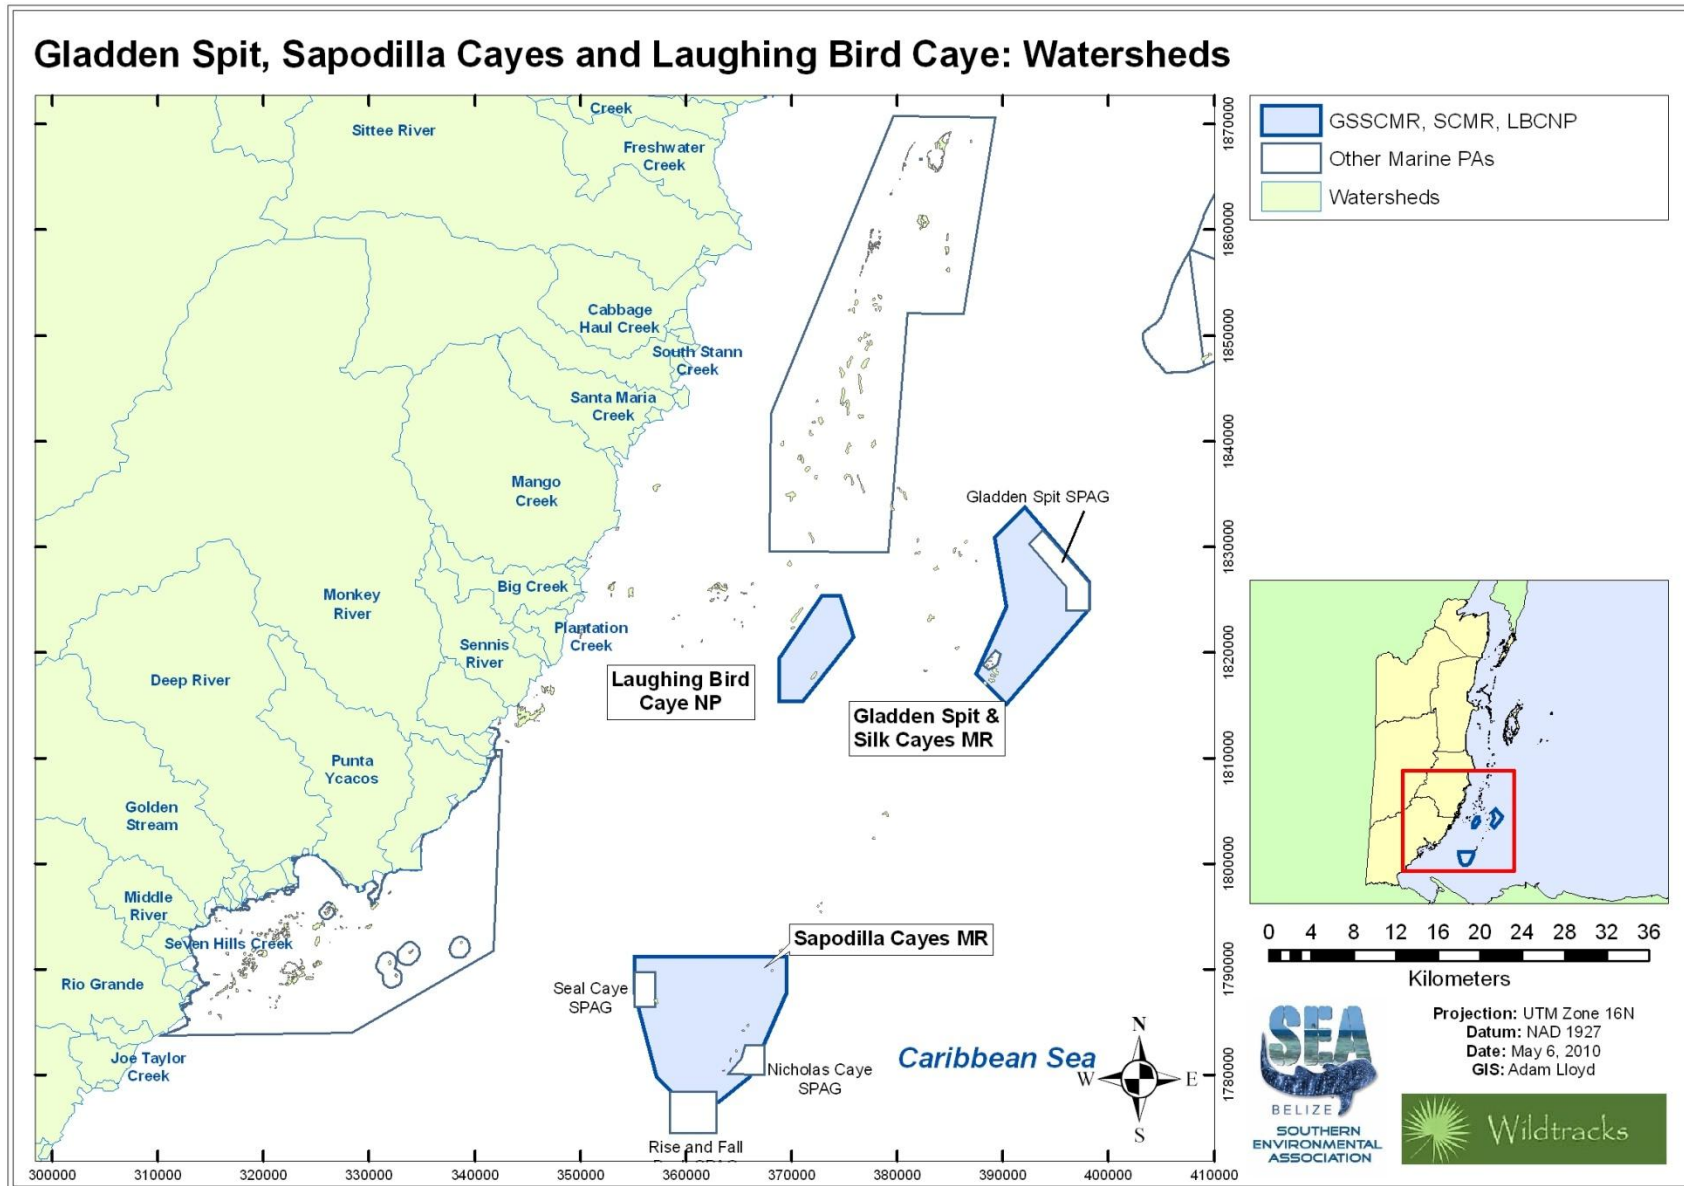 Gladden Spit, Sapodilla Cayes and Laughing Bird Caye: Watersheds
Creek
Sittee River
Freshwater
Creek
Cabbage
Haul Creek
South Stann
Creek
Santa Maria
Creek
Mango
Creek
Big Creek
Monkey
River
Plantation
Creek
Sennis
River
Deep River
Punta
Ycacos
Golden
Stream
Middle
River
Seven Hills Creek
Rio Grande
Joe Taylor
Creek
Gladden Spit SPAG
Laughing Bird
Caye NP
Gladden Spit &
Silk Cayes MR
Sapodilla Cayes MR
Seal Caye
SPAG
Nicholas Caye
SPAG
Rise and Fall
Caribbean Sea
N
W E
S
300000 310000 320000 330000 340000 350000 360000 370000 380000 390000 400000 410000
1870000
1860000
1850000
1840000
1830000
1820000
1810000
1800000
1790000
1780000
GSSCMR, SCMR, LBCNP
Other Marine PAs
Watersheds
0 4 8 12 16 20 24 28 32 36
Kilometers
Projection: UTM Zone 16N
Datum: NAD 1927
Date: May 6, 2010
GIS: Adam Lloyd
SEA
BELIZE
SOUTHERN
ENVIRONMENTAL
ASSOCIATION
Wildtracks